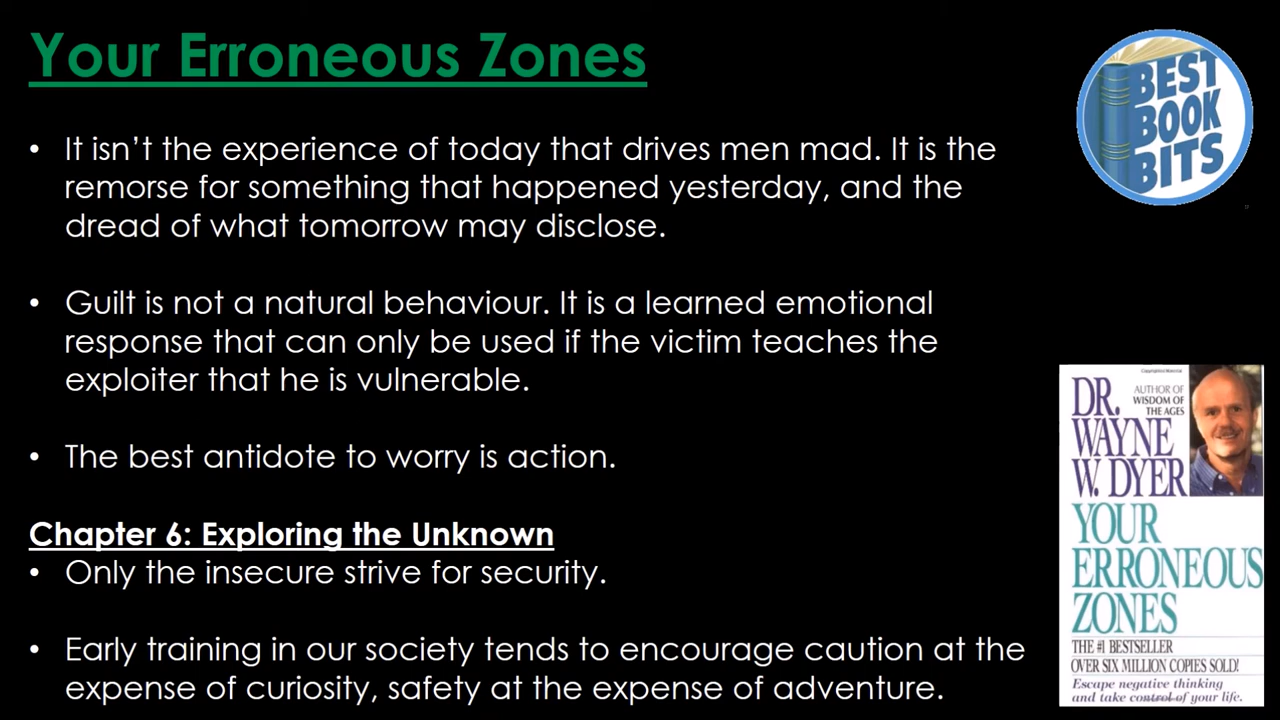 Your Erroneous Zones
BEST
BOOK
BITS
• It isn’t the experience of today that drives men mad. It is the
remorse for something that happened yesterday, and the
dread of what tomorrow may disclose.
• Guilt is not a natural behaviour. It is a learned emotional
response that can only be used if the victim teaches the
exploiter that he is vulnerable.
• The best antidote to worry is action.
Chapter 6: Exploring the Unknown
• Only the insecure strive for security.
• Early training in our society tends to encourage caution at the
expense of curiosity, safety at the expense of adventure.
Copyrighted Material
DR.
WAYNE
W. DYER
AUTHOR OF
WISDOM OF
THE AGES
YOUR
ERRONEOUS
ZONES
THE #1 BESTSELLER
OVER SIX MILLION COPIES SOLD!
Escape negative thinking
and take control of your life.